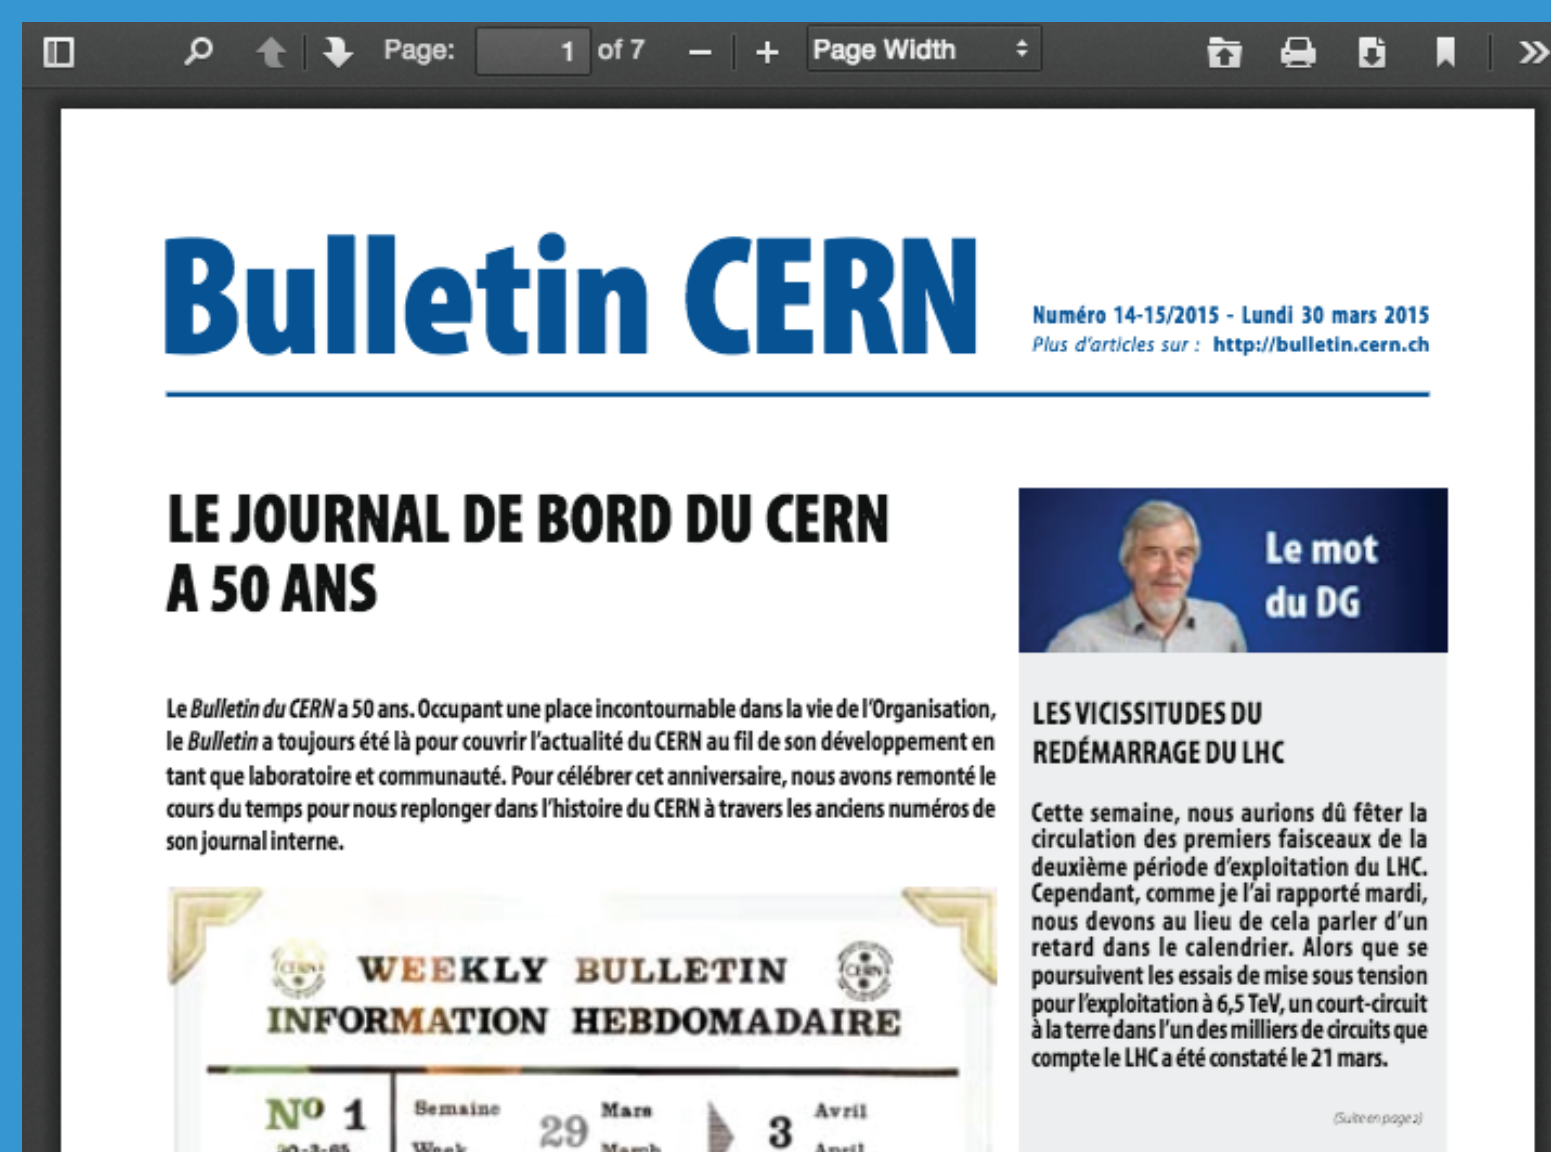 Page: 1 of 7 Page Width
Bulletin CERN
Numéro 14-15/2015 - Lundi 30 mars 2015
Plus d'articles sur : http://bulletin.cern.ch
LE JOURNAL DE BORD DU CERN
A 50 ANS
Le Bulletin du CERN a 50 ans. Occupant une place incontournable dans la vie de l'Organisation,
le Bulletin a toujours été là pour couvrir l'actualité du CERN au fil de son développement en
tant que laboratoire et communauté. Pour célébrer cet anniversaire, nous avons remonté le
cours du temps pour nous replonger dans l'histoire du CERN à travers les anciens numéros de
son journal interne.
CERN WEEKLY BULLETIN CERN
INFORMATION HEBDOMADAIRE
Nº 1 Semaine 29 Mars 3 Avril
Week March April
Le mot
du DG
LES VICISSITUDES DU
REDÉMARRAGE DU LHC
Cette semaine, nous aurions dû fêter la
circulation des premiers faisceaux de la
deuxième période d'exploitation du LHC.
Cependant, comme je l'ai rapporté mardi,
nous devons au lieu de cela parler d'un
retard dans le calendrier. Alors que se
poursuivent les essais de mise sous tension
pour l'exploitation à 6,5 TeV, un court-circuit
à la terre dans l'un des milliers de circuits que
compte le LHC a été constaté le 21 mars.
(Suite en page 2)